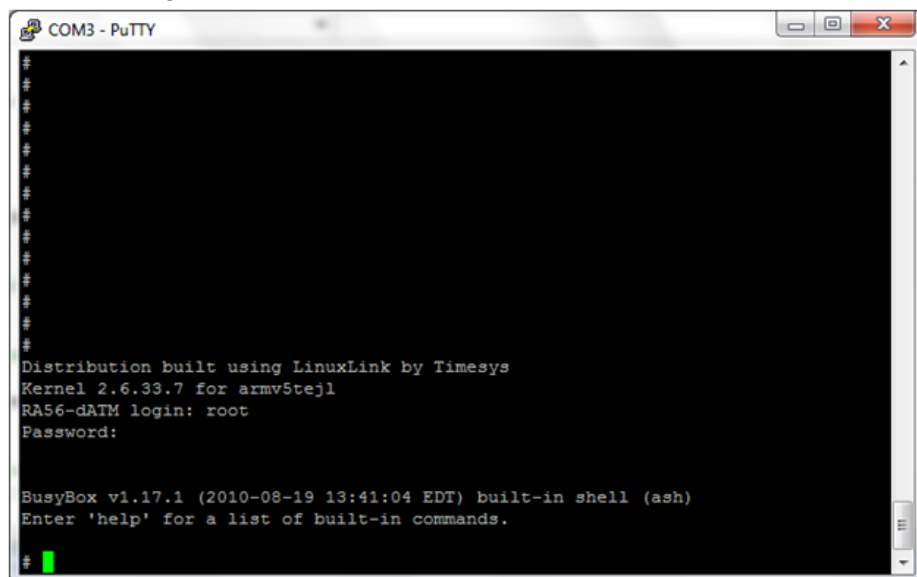 COM3 - PuTTY
#
#
#
#
#
#
#
#
#
#
#
#
#
#
Distribution built using LinuxLink by Timesys
Kernel 2.6.33.7 for armv5tejl
RA56-dATM login: root
Password:
BusyBox v1.17.1 (2010-08-19 13:41:04 EDT) built-in shell (ash)
Enter 'help' for a list of built-in commands.
#